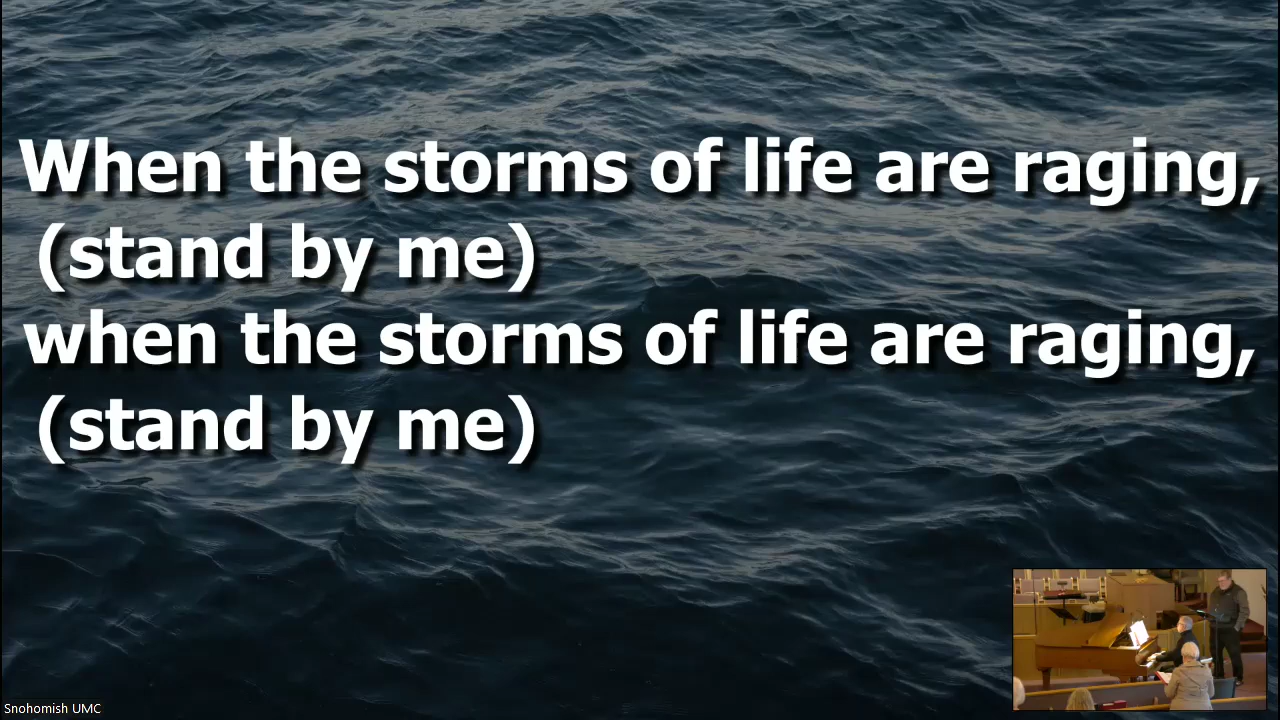 When the storms of life are raging,
(stand by me)
when the storms of life are raging,
(stand by me)
Snohomish UMC